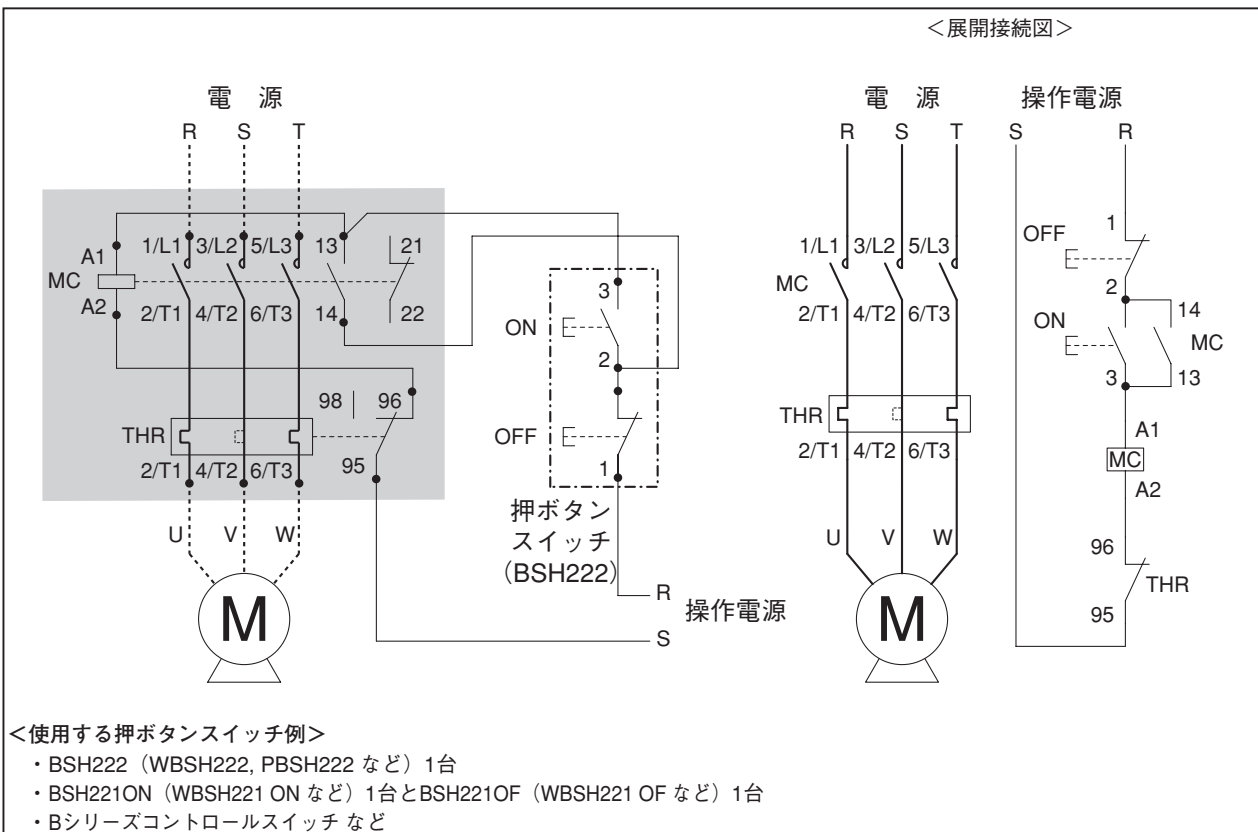 ＜展開接続図＞
電　源
R S T
A1
MC
A2
1/L1 3/L2 5/L3 13 21
2/T1 4/T2 6/T3 14 22
THR
98 96
95
2/T1 4/T2 6/T3
U V W
M
3
ON
2
OFF
1
押ボタン
スイッチ
（BSH222）
R
操作電源
S
電　源
R S T
1/L1 3/L2 5/L3
MC
2/T1 4/T2 6/T3
THR
2/T1 4/T2 6/T3
U V W
M
操作電源
S R
1
OFF
2
ON
14
MC
3 13
A1
MC
A2
96
THR
95
＜使用する押ボタンスイッチ例＞
・BSH222（WBSH222, PBSH222 など）1台
・BSH221ON（WBSH221 ON など）1台とBSH221OF（WBSH221 OF など）1台
・Bシリーズコントロールスイッチ など